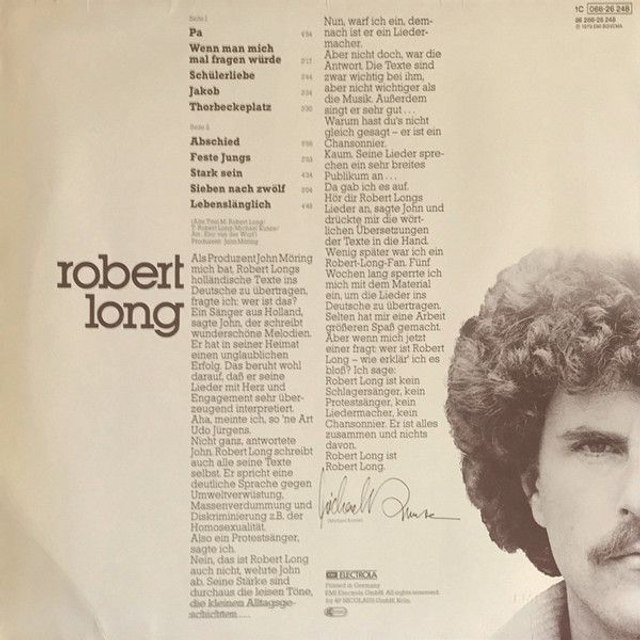 Seite 1
Pa
Wenn man mich
mal fragen würde
Schülerliebe
Jakob
Thorbeckeplatz
Seite 2
Abschied
Feste Jungs
Stark sein
Sieben nach zwölf
Lebenslänglich
Produzent: John Möring
robert
long
Als Produzent John Möring
mich bat, Robert Longs
holländische Texte ins
Deutsche zu übertragen,
fragte ich: wer ist das?
Ein Sänger aus Holland,
sagte John, der schreibt
wunderschöne Melodien.
Er hat in seiner Heimat
einen unglaublichen
Erfolg. Das beruht wohl
darauf, daß er seine
Lieder mit Herz und
Engagement sehr über-
zeugend interpretiert.
Aha, meinte ich, so 'ne Art
Udo Jürgens.
Nicht ganz, antwortete
John. Robert Long schreibt
auch alle seine Texte
selbst. Er spricht eine
deutliche Sprache gegen
Umweltverwüstung,
Massenverdummung und
Diskriminierung z.B. der
Homosexualität.
Also ein Protestsänger,
sagte ich.
Nein, das ist Robert Long
auch nicht, wehrte John
ab. Seine Stärke sind
durchaus die leisen Töne,
die kleinen Alltagsge-
schichten......
Nun, warf ich ein, dem-
nach ist er ein Lieder-
macher.
Aber nicht doch, war die
Antwort. Die Texte sind
zwar wichtig bei ihm,
aber nicht wichtiger als
die Musik. Außerdem
singt er sehr gut...
Warum hast du's nicht
gleich gesagt – er ist ein
Chansonnier.
Kaum. Seine Lieder spre-
chen ein sehr breites
Publikum an...
Da gab ich es auf.
Hör dir Robert Longs
Lieder an, sagte John und
drückte mir die wört-
lichen Übersetzungen
der Texte in die Hand.
Wenig später war ich ein
Robert-Long-Fan. Fünf
Wochen lang sperrte ich
mich mit dem Material
ein, um die Lieder ins
Deutsche zu übertragen.
Selten hat mir eine Arbeit
größeren Spaß gemacht.
Aber wenn mich jetzt
einer fragt: wer ist Robert
Long – wie erklär' ich es
bloß? Ich sage:
Robert Long ist kein
Schlagersänger, kein
Protestsänger, kein
Liedermacher, kein
Chansonnier. Er ist alles
zusammen und nichts
davon.
Robert Long ist
Robert Long.
EMI ELECTROLA
Printed in Germany
1C 066-26 248